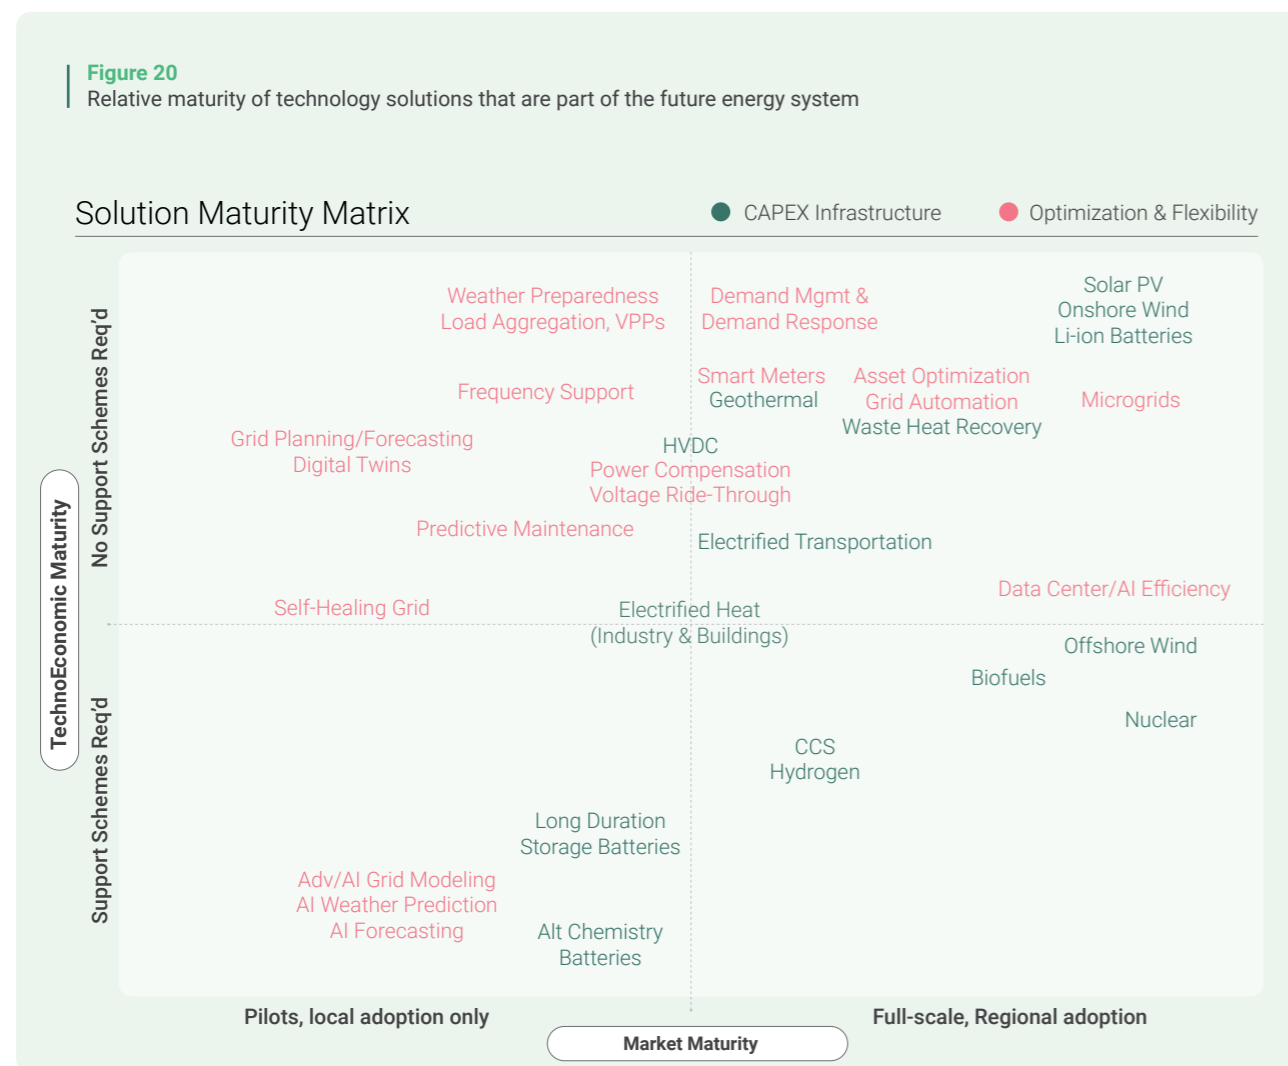 Figure 20
Relative maturity of technology solutions that are part of the future energy system
Solution Maturity Matrix
CAPEX Infrastructure
Optimization & Flexibility
TechnoEconomic Maturity
No Support Schemes Req'd
Support Schemes Req'd
Weather Preparedness
Load Aggregation, VPPs
Demand Mgmt &
Demand Response
Solar PV
Onshore Wind
Li-ion Batteries
Frequency Support
Smart Meters
Geothermal
Asset Optimization
Grid Automation
Waste Heat Recovery
Microgrids
Grid Planning/Forecasting
Digital Twins
HVDC
Power Compensation
Voltage Ride-Through
Predictive Maintenance
Electrified Transportation
Data Center/AI Efficiency
Self-Healing Grid
Electrified Heat
(Industry & Buildings)
Offshore Wind
Biofuels
Nuclear
CCS
Hydrogen
Long Duration
Storage Batteries
Adv/AI Grid Modeling
AI Weather Prediction
AI Forecasting
Alt Chemistry
Batteries
Pilots, local adoption only
Full-scale, Regional adoption
Market Maturity